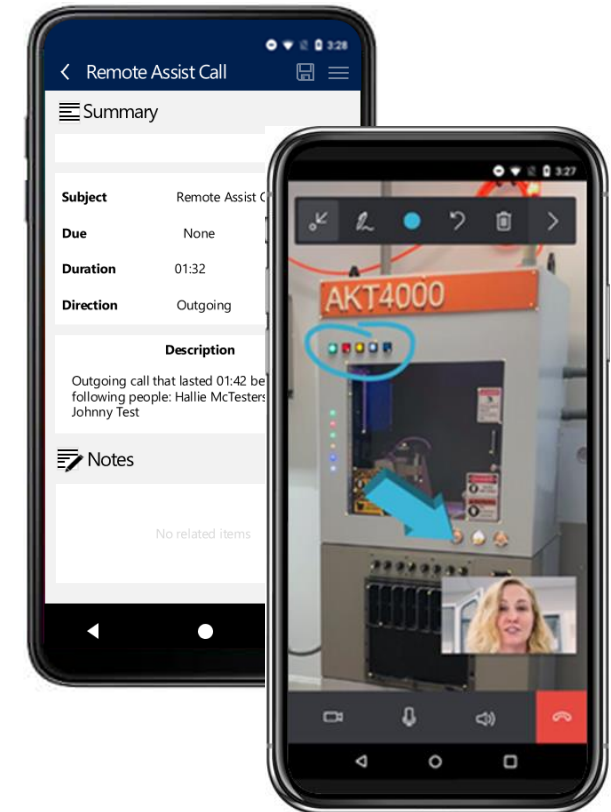 3:28
Remote Assist Call
Summary
Subject Remote Assist C
Due None
Duration 01:32
Direction Outgoing
Description
Outgoing call that lasted 01:42 be
following people: Hallie McTesters
Johnny Test
Notes
No related items
3:27
AKT4000